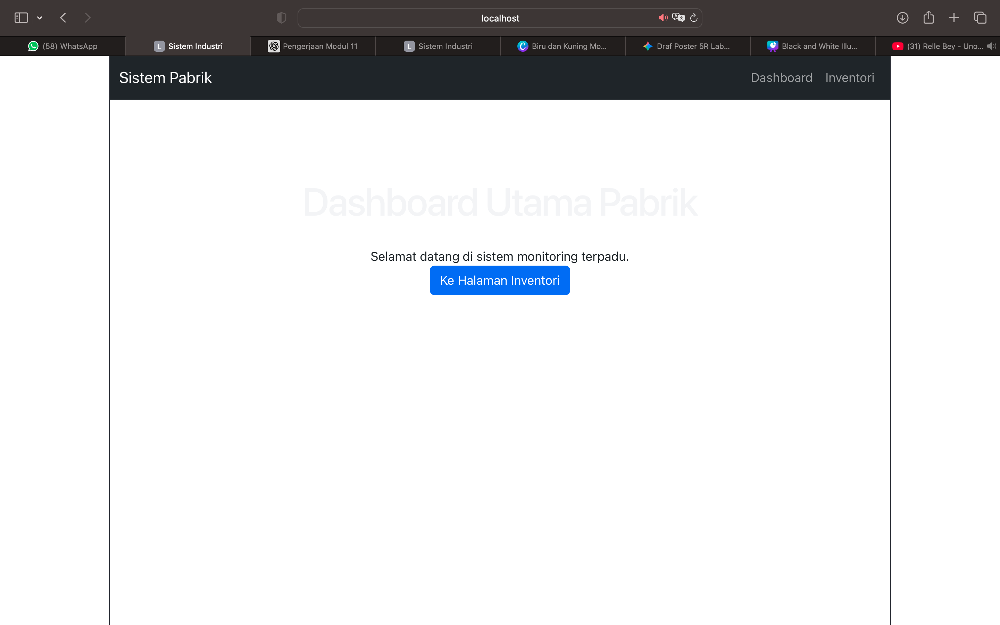 localhost
(58) WhatsApp
L Sistem Industri
Pengerjaan Modul 11
L Sistem Industri
Biru dan Kuning Mo...
Draf Poster 5R Lab...
Black and White Illu...
(31) Relle Bey - Uno...
Sistem Pabrik
Dashboard Inventori
Dashboard Utama Pabrik
Selamat datang di sistem monitoring terpadu.
Ke Halaman Inventori